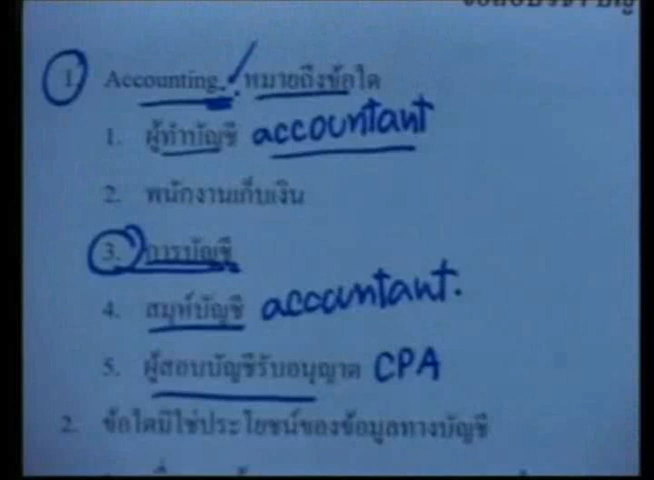 1. Accounting หมายถึงข้อใด
1. ผู้ทำบัญชี accountant
2. พนักงานเก็บเงิน
3. การบัญชี
4. สมุห์บัญชี accountant.
5. ผู้สอบบัญชีรับอนุญาต CPA
2. ข้อใดมิใช่ประโยชน์ของข้อมูลทางบัญชี